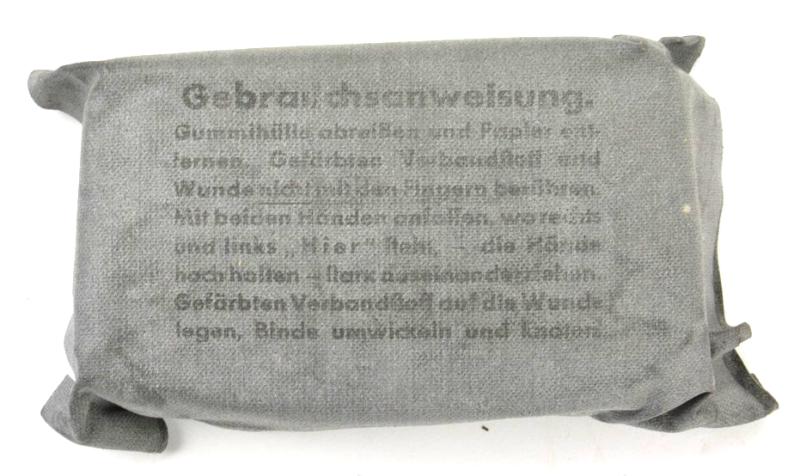 Gebrauchsanweisung.
Gummihülle abreißen und Papier ent-
fernen. Gefärbten Verbandstoff und
Wunde nicht mit den Fingern berühren.
Mit beiden Händen anfassen, wo rechts
und links „Hier“ steht, – die Hände
hoch halten – stark auseinanderziehen.
Gefärbten Verbandstoff auf die Wunde
legen, Binde umwickeln und knoten.